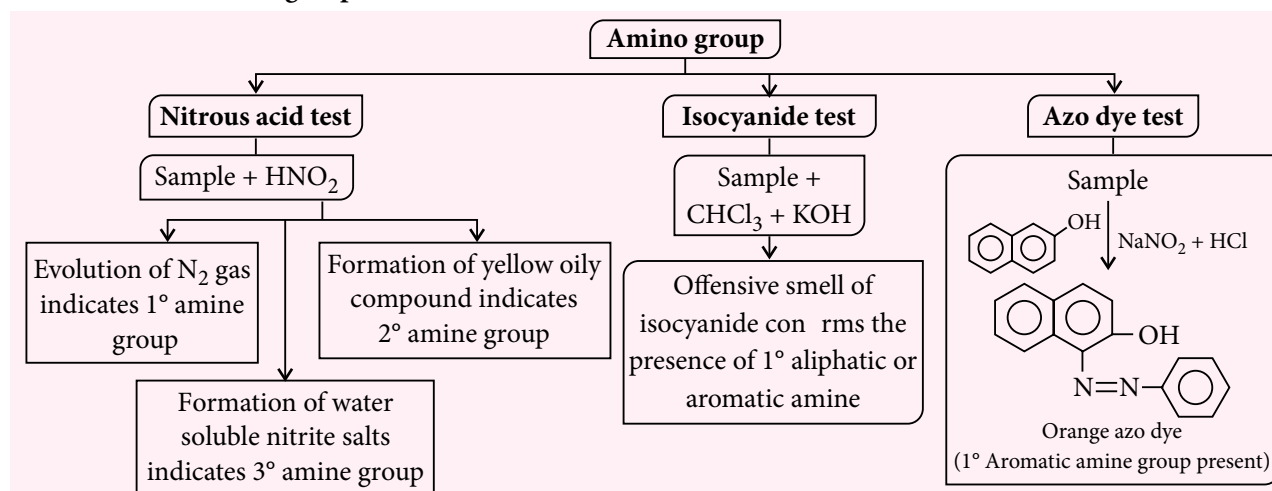 Amino group
Nitrous acid test
Sample + HNO₂
Evolution of N₂ gas
indicates 1° amine
group
Formation of water
soluble nitrite salts
indicates 3° amine group
Formation of yellow oily
compound indicates
2° amine group
Isocyanide test
Sample +
CHCl₃ + KOH
Offensive smell of
isocyanide con rms the
presence of 1° aliphatic or
aromatic amine
Azo dye test
Sample
OH
NaNO₂ + HCl
OH
N=N
Orange azo dye
(1° Aromatic amine group present)